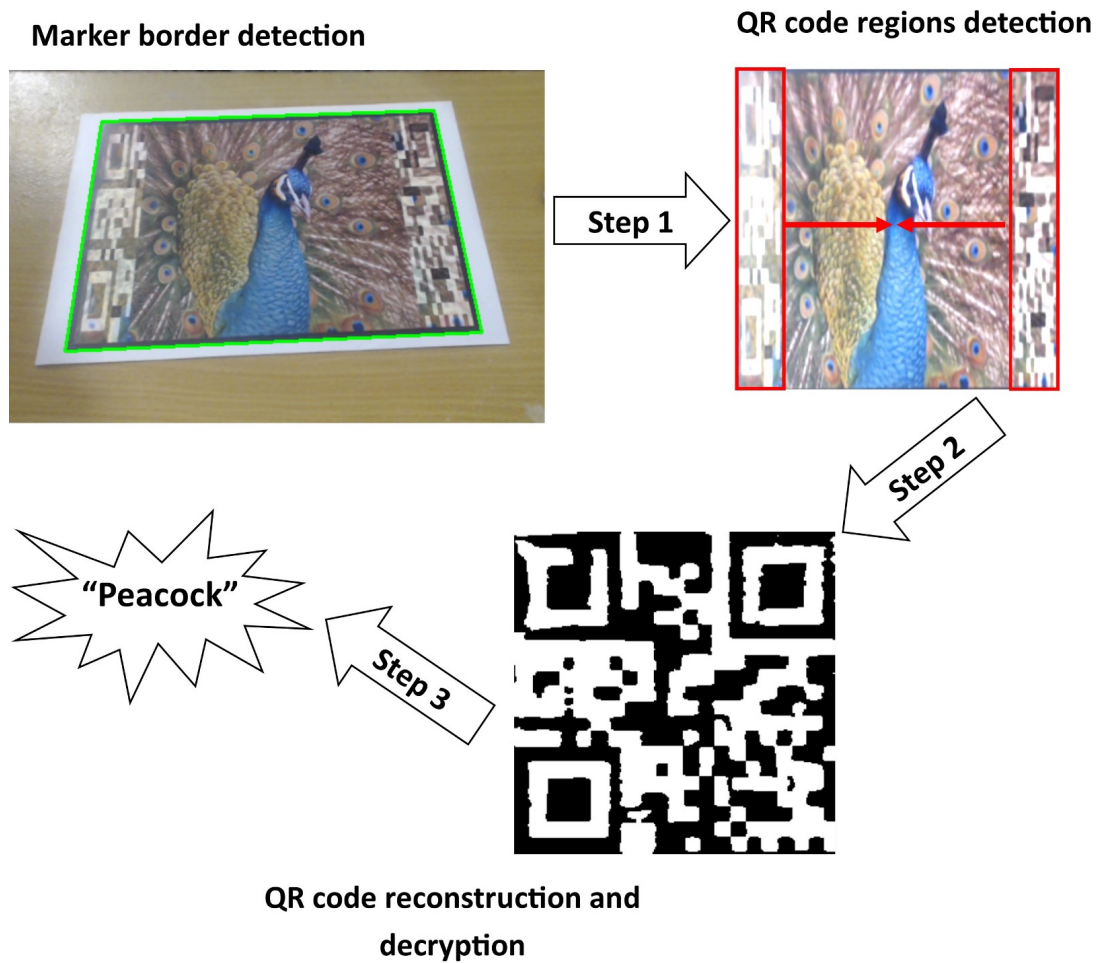 Marker border detection
QR code regions detection
Step 1
Step 2
“Peacock”
Step 3
QR code reconstruction and
decryption